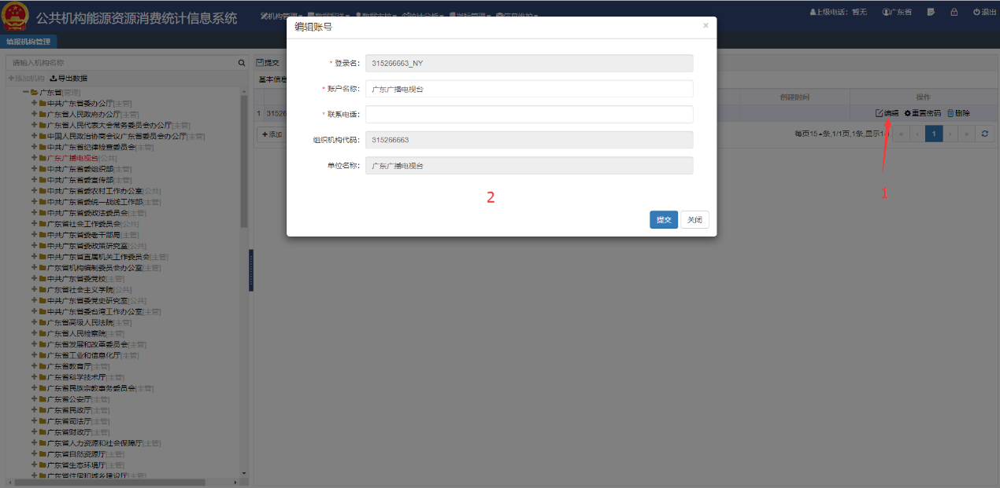 公共机构能源资源消费统计信息系统
机构管理
数据报送
数据审核
统计分析
指标管理
信息维护
上级电话：暂无
广东省
退出
填报机构管理
请输入机构名称
添加机构
导出数据
广东省[管理]
中共广东省委办公厅[主管]
广东省人民政府办公厅[主管]
广东省人民代表大会常务委员会办公厅[主管]
中国人民政治协商会议广东省委员会办公厅[主管]
中共广东省纪律检查委员会[主管]
广东广播电视台[公共]
中共广东省委组织部[主管]
中共广东省委宣传部[主管]
中共广东省委农村工作办公室[公共]
中共广东省委统一战线工作部[主管]
中共广东省委政法委员会[主管]
广东省社会工作委员会[公共]
中共广东省委老干部局[主管]
中共广东省委政策研究室[公共]
中共广东省直属机关工作委员会[主管]
广东省机构编制委员会办公室[主管]
中共广东省委党校[主管]
广东省社会主义学院[公共]
中共广东省委党史研究室[公共]
中共广东省委台湾工作办公室[主管]
广东省高级人民法院[主管]
广东省人民检察院[主管]
广东省发展和改革委员会[主管]
广东省工业和信息化厅[主管]
广东省教育厅[主管]
广东省科学技术厅[主管]
广东省民族宗教事务委员会[主管]
广东省公安厅[主管]
广东省民政厅[主管]
广东省司法厅[主管]
广东省财政厅[主管]
广东省人力资源和社会保障厅[主管]
广东省自然资源厅[主管]
广东省生态环境厅[主管]
广东省住房和城乡建设厅[主管]
提交
基本信息
创建时间
操作
1 31526
编辑 重置密码 删除
添加
每页15条,1/1页,1条,显示1-1
« ‹ 1 › »
编辑账号
×
* 登录名： 315266663_NY
* 账户名称： 广东广播电视台
* 联系电话：
组织机构代码： 315266663
单位名称： 广东广播电视台
提交
关闭
2
1